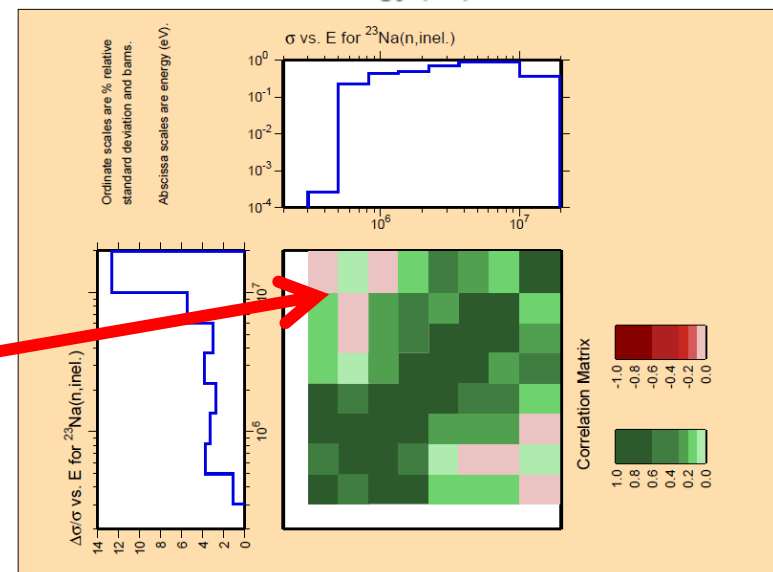 σ vs. E for ²³Na(n,inel.)
Ordinate scales are % relative
standard deviation and barns.
Abscissa scales are energy (eV).
10⁰
10⁻¹
10⁻²
10⁻³
10⁻⁴
10⁶ 10⁷
Δσ/σ vs. E for ²³Na(n,inel.)
14 12 10 8 6 4 2 0
10⁷
10⁶
Correlation Matrix
-1.0 -0.8 -0.6 -0.4 -0.2 0.0
1.0 0.8 0.6 0.4 0.2 0.0